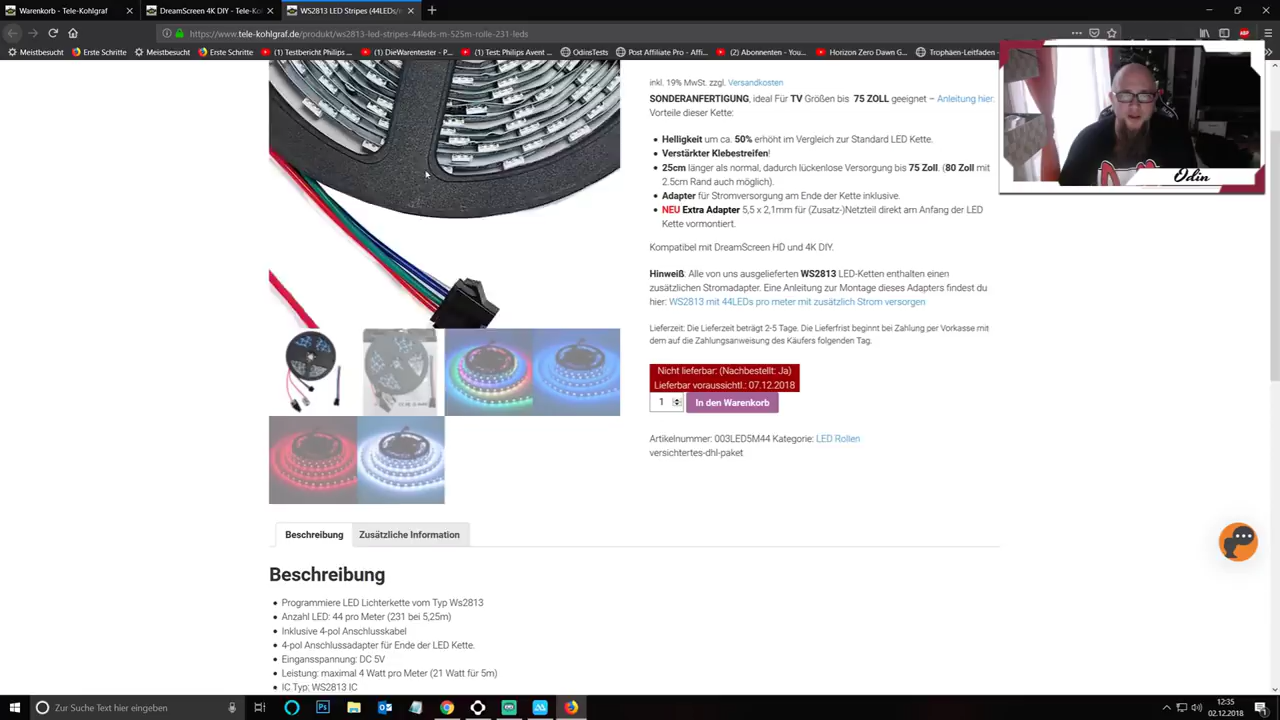 Warenkorb - Tele-Kohlgraf
DreamScreen 4K DIY - Tele-Kohl
WS2813 LED Stripes (44LEDs/
https://www.tele-kohlgraf.de/produkt/ws2813-led-stripes-44leds-m-525m-rolle-231-leds
Meistbesucht
Erste Schritte
Meistbesucht
Erste Schritte
(1) Testbericht Philips
(1) DieWarentester - P
(1) Test: Philips Avent
OdinsTests
Post Affiliate Pro - Affi
(2) Abonnenten - You
Horizon Zero Dawn G
Trophäen-Leitfaden -
inkl. 19% MwSt. zzgl. Versandkosten
SONDERANFERTIGUNG, ideal Für TV Größen bis 75 ZOLL geeignet – Anleitung hier.
Vorteile dieser Kette:
Helligkeit um ca. 50% erhöht im Vergleich zur Standard LED Kette.
Verstärkter Klebestreifen!
25cm länger als normal, dadurch lückenlose Versorgung bis 75 Zoll. (80 Zoll mit
2.5cm Rand auch möglich).
Adapter für Stromversorgung am Ende der Kette inklusive.
NEU Extra Adapter 5,5 x 2,1mm für (Zusatz-)Netzteil direkt am Anfang der LED
Kette vormontiert.
Kompatibel mit DreamScreen HD und 4K DIY.
Hinweiß: Alle von uns ausgelieferten WS2813 LED-Ketten enthalten einen
zusätzlichen Stromadapter. Eine Anleitung zur Montage dieses Adapters findest du
hier: WS2813 mit 44LEDs pro meter mit zusätzlich Strom versorgen
Lieferzeit: Die Lieferzeit beträgt 2-5 Tage. Die Lieferfrist beginnt bei Zahlung per Vorkasse mit
dem auf die Zahlungsanweisung des Käufers folgenden Tag.
Nicht lieferbar: (Nachbestellt: Ja)
Lieferbar voraussichtl.: 07.12.2018
1
In den Warenkorb
Artikelnummer: 003LED5M44 Kategorie: LED Rollen
versichertes-dhl-paket
Odin
Beschreibung
Zusätzliche Information
Beschreibung
Programmiere LED Lichterkette vom Typ Ws2813
Anzahl LED: 44 pro Meter (231 bei 5,25m)
Inklusive 4-pol Anschlusskabel
4-pol Anschlussadapter für Ende der LED Kette.
Eingansspannung: DC 5V
Leistung: maximal 4 Watt pro Meter (21 Watt für 5m)
IC Typ: WS2813 IC
Zur Suche Text hier eingeben
12:35
02.12.2018